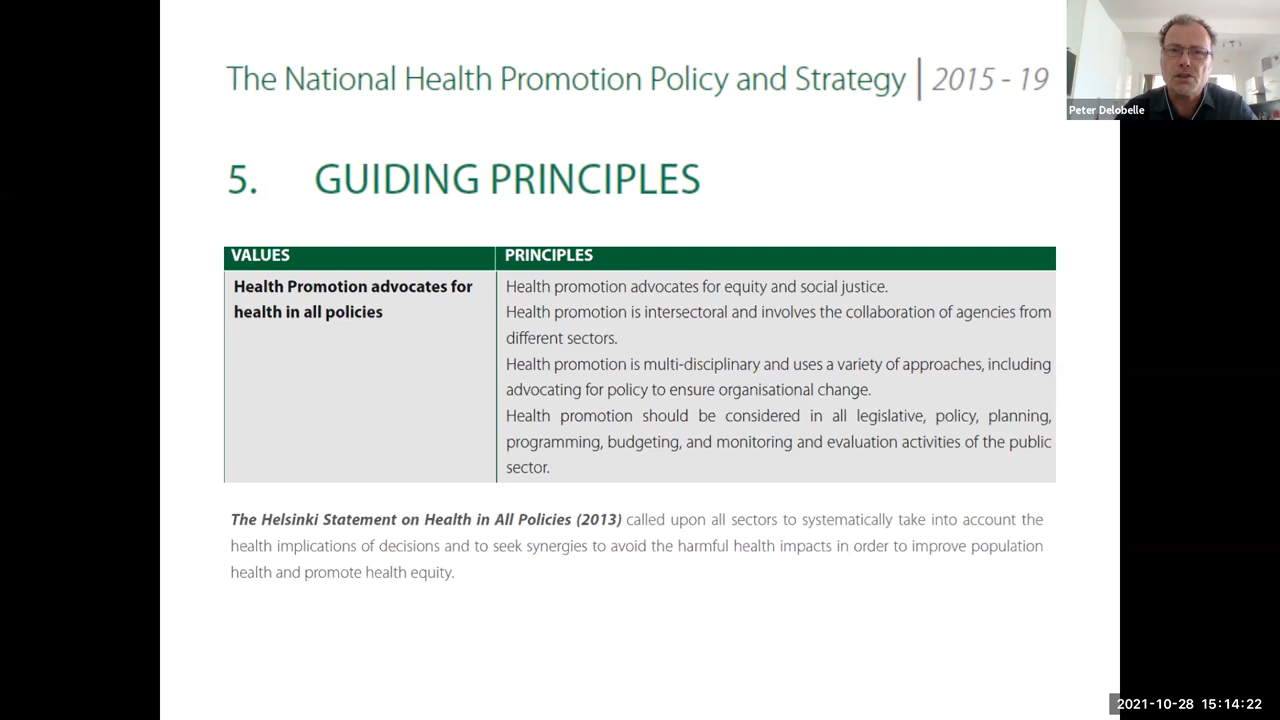 The National Health Promotion Policy and Strategy | 2015 - 19
Peter Delobelle
5. GUIDING PRINCIPLES
VALUES PRINCIPLES
Health Promotion advocates for health in all policies
Health promotion advocates for equity and social justice.
Health promotion is intersectoral and involves the collaboration of agencies from
different sectors.
Health promotion is multi-disciplinary and uses a variety of approaches, including
advocating for policy to ensure organisational change.
Health promotion should be considered in all legislative, policy, planning,
programming, budgeting, and monitoring and evaluation activities of the public
sector.
The Helsinki Statement on Health in All Policies (2013) called upon all sectors to systematically take into account the
health implications of decisions and to seek synergies to avoid the harmful health impacts in order to improve population
health and promote health equity.
2021-10-28 15:14:22